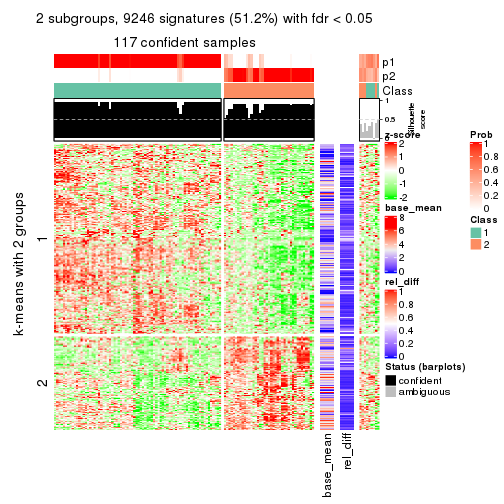 2 subgroups, 9246 signatures (51.2%) with fdr < 0.05
117 confident samples
p1
p2
Class
1
0.5
0
Silhouette
score
k-means with 2 groups
1
2
base_mean
rel_diff
z-score
2
1
0
-1
-2
base_mean
8
6
4
2
0
rel_diff
1
0.8
0.6
0.4
0.2
0
Status (barplots)
confident
ambiguous
Prob
1
0.8
0.6
0.4
0.2
0
Class
1
2